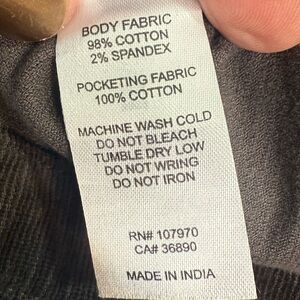 BODY FABRIC
98% COTTON
2% SPANDEX
POCKETING FABRIC
100% COTTON
MACHINE WASH COLD
DO NOT BLEACH
TUMBLE DRY LOW
DO NOT WRING
DO NOT IRON
RN# 107970
CA# 36890
MADE IN INDIA